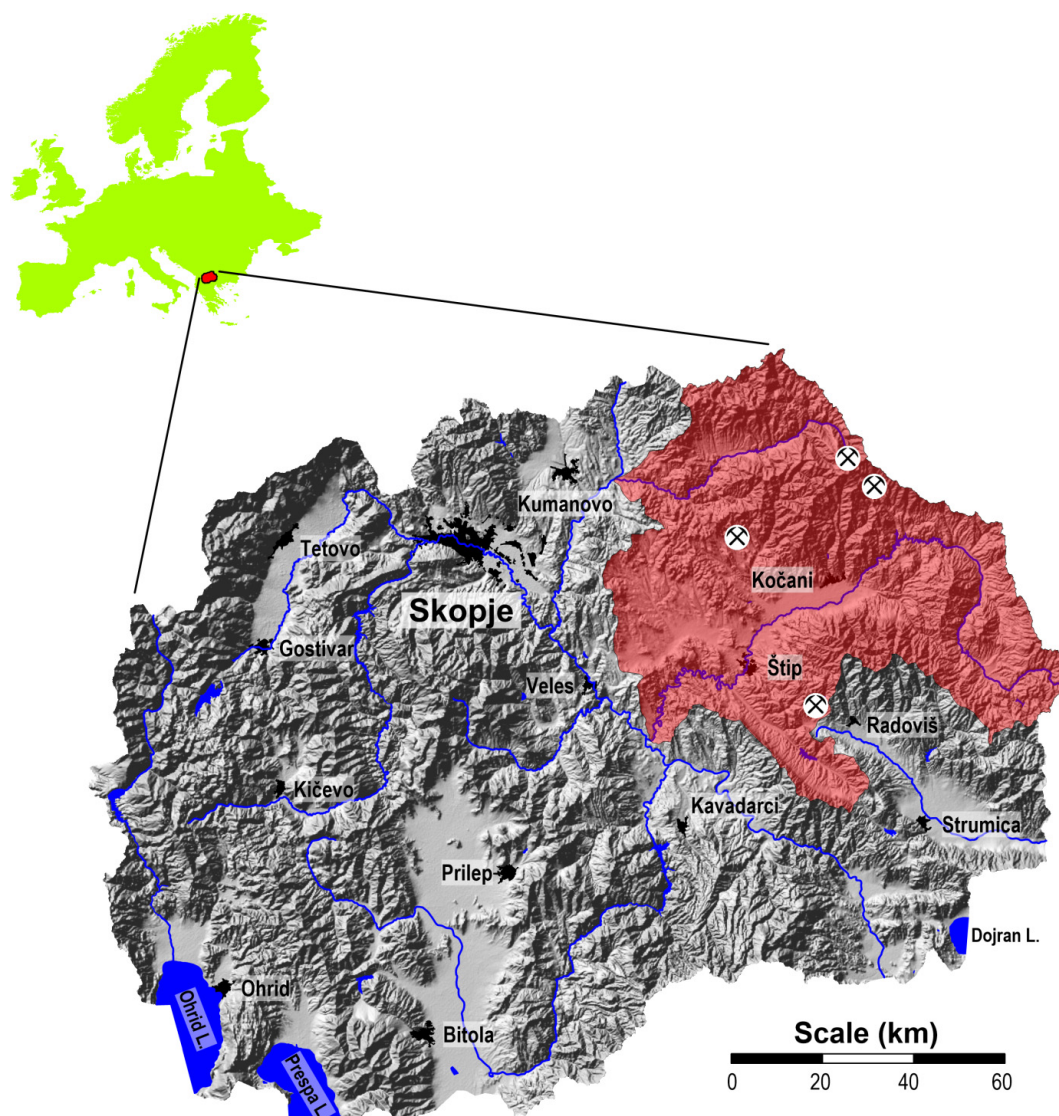 Kumanovo
Tetovo
Skopje
Kočani
Gostivar
Štip
Veles
Radoviš
Kičevo
Kavadarci
Strumica
Prilep
Dojran L.
Ohrid
Ohrid L.
Bitola
Prespa L
Scale (km)
0 20 40 60